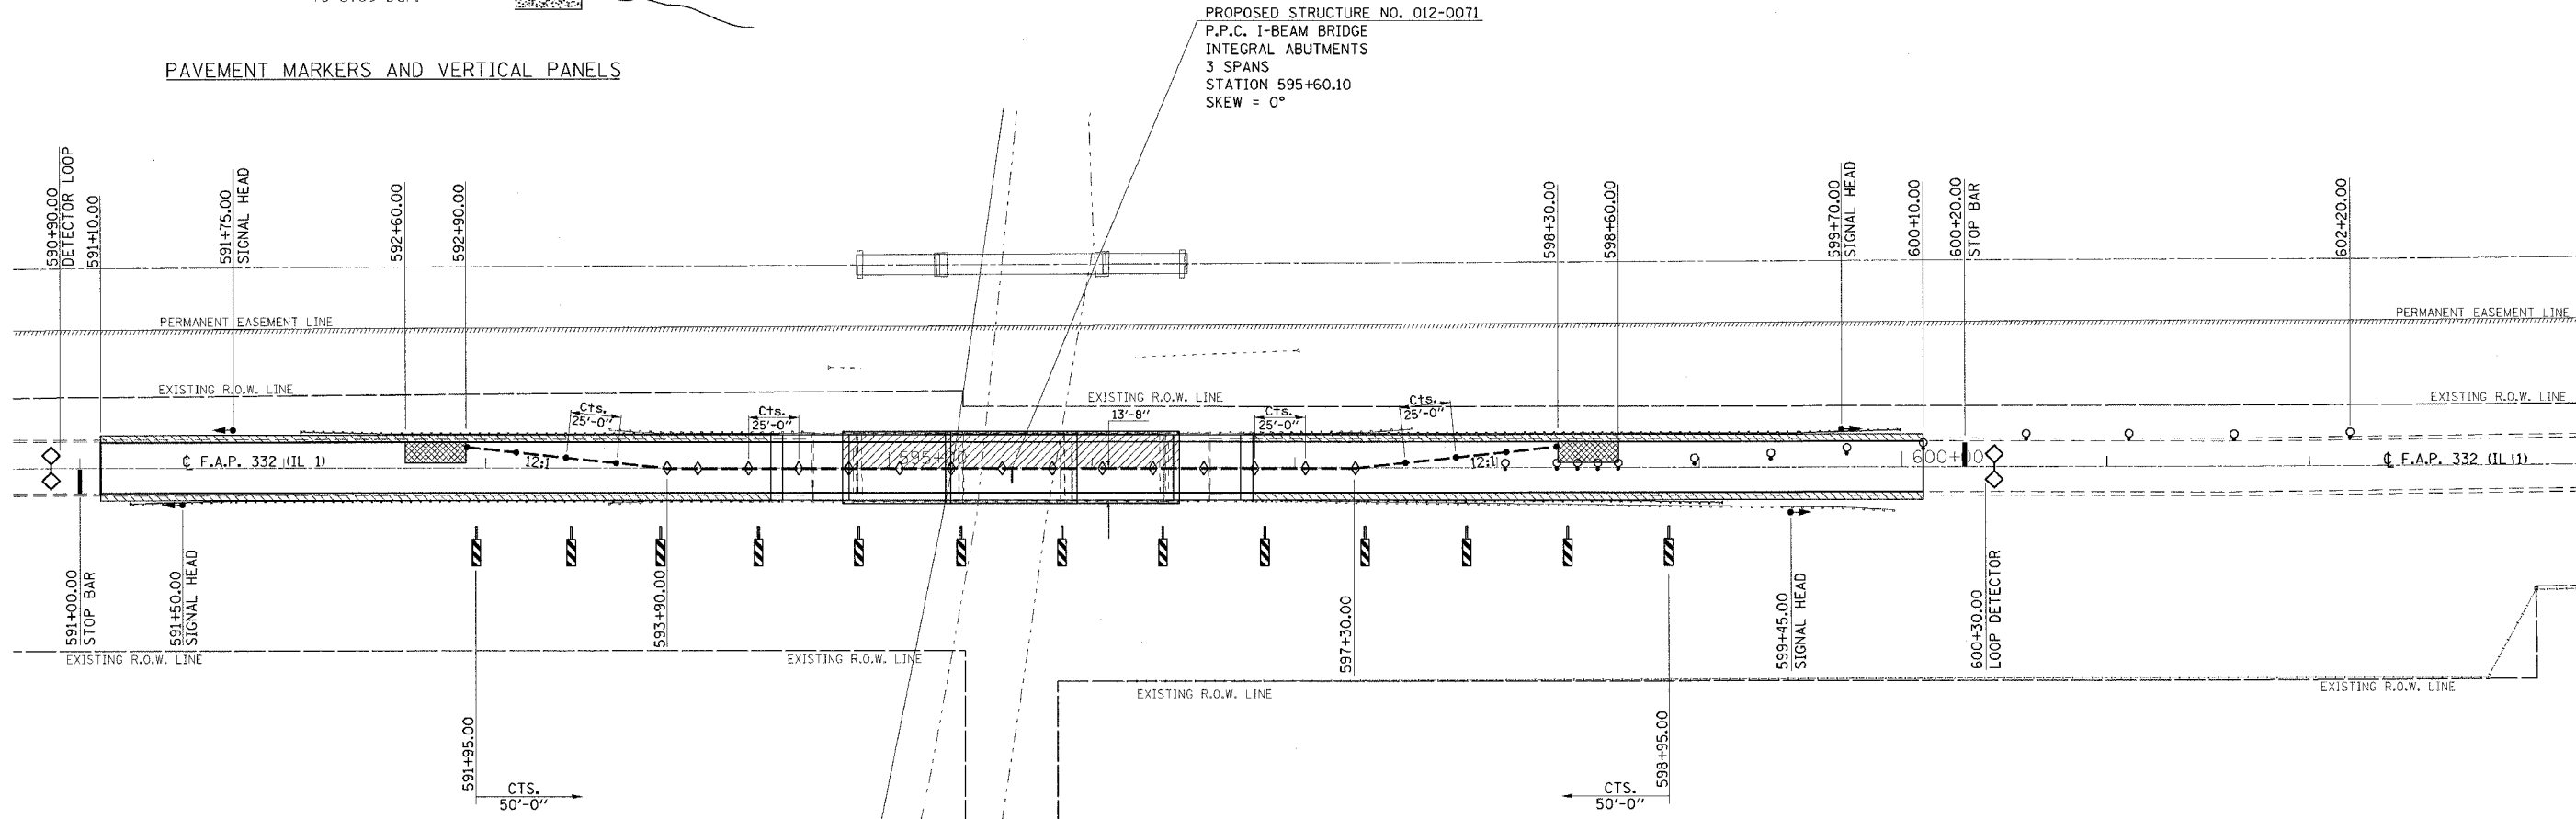 to Stop Bar.
PAVEMENT MARKERS AND VERTICAL PANELS
PROPOSED STRUCTURE NO. 012-0071
P.P.C. I-BEAM BRIDGE
INTEGRAL ABUTMENTS
3 SPANS
STATION 595+60.10
SKEW = 0°
590+90.00
DETECTOR LOOP
591+10.00
591+75.00
SIGNAL HEAD
592+60.00
592+90.00
598+30.00
598+60.00
599+70.00
SIGNAL HEAD
600+10.00
600+20.00
STOP BAR
602+20.00
PERMANENT EASEMENT LINE
PERMANENT EASEMENT LINE
EXISTING R.O.W. LINE
EXISTING R.O.W. LINE
EXISTING R.O.W. LINE
Cts.
25'-0"
Cts.
25'-0"
13'-8"
Cts.
25'-0"
Cts.
25'-0"
℄ F.A.P. 332 (IL 1)
12:1
595+
12:1
600+00
℄ F.A.P. 332 (IL 1)
591+00.00
STOP BAR
591+50.00
SIGNAL HEAD
593+90.00
597+30.00
599+45.00
SIGNAL HEAD
600+30.00
LOOP DETECTOR
EXISTING R.O.W. LINE
EXISTING R.O.W. LINE
EXISTING R.O.W. LINE
EXISTING R.O.W. LINE
591+95.00
CTS.
50'-0"
598+95.00
CTS.
50'-0"